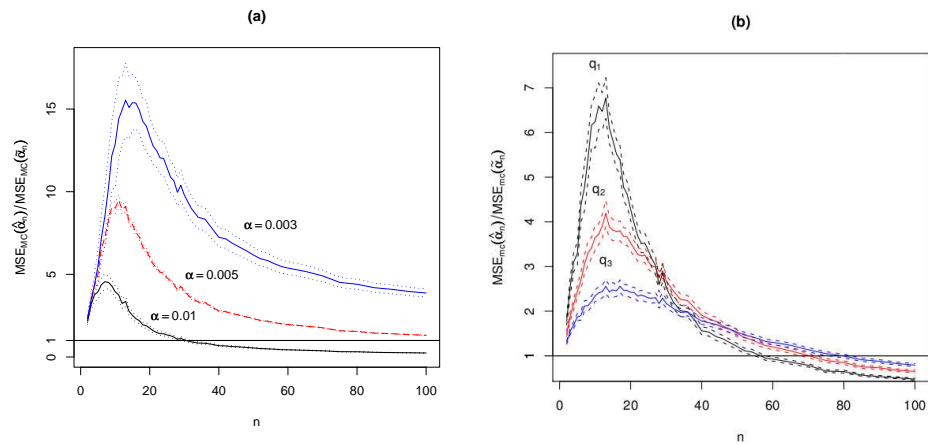 (a)
MSE_MC(α̂_n)/MSE_MC(α̃_n)
15
10
5
1
0
α = 0.003
α = 0.005
α = 0.01
0 20 40 60 80 100
n
(b)
MSE_mc(α̂_n)/MSE_mc(α̃_n)
7
6
5
4
3
2
1
q₁
q₂
q₃
0 20 40 60 80 100
n